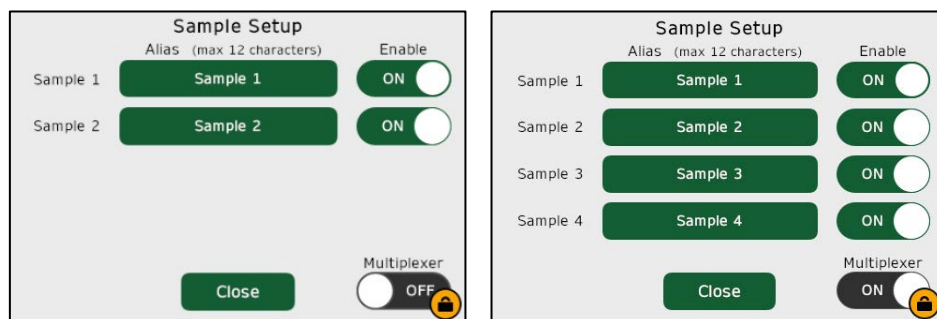 Sample Setup
Alias (max 12 characters) Enable
Sample 1 Sample 1 ON
Sample 2 Sample 2 ON
Multiplexer
Close OFF
Sample Setup
Alias (max 12 characters) Enable
Sample 1 Sample 1 ON
Sample 2 Sample 2 ON
Sample 3 Sample 3 ON
Sample 4 Sample 4 ON
Multiplexer
Close ON